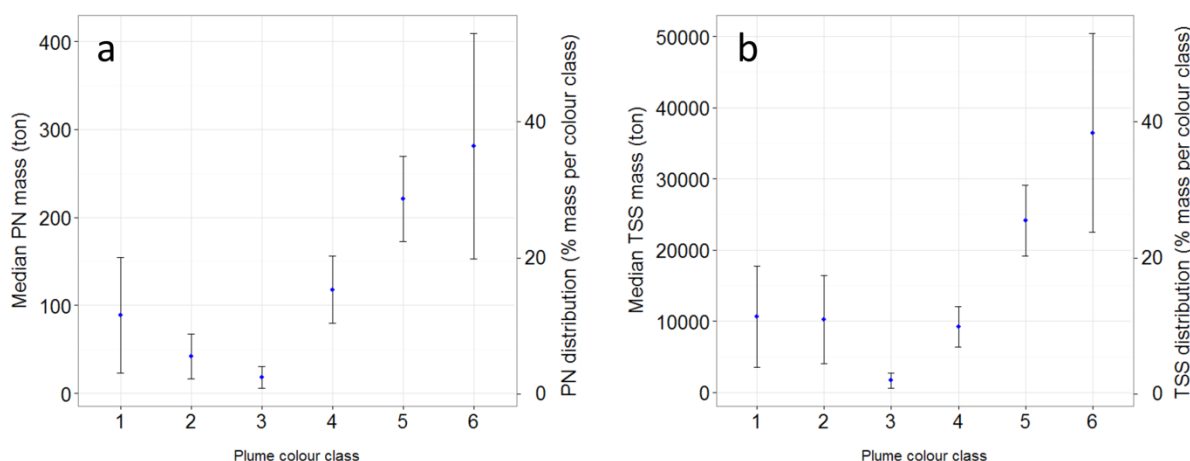 a
Median PN mass (ton)
400
300
200
100
0
40
20
0
PN distribution (% mass per colour class)
1 2 3 4 5 6
Plume colour class
b
Median TSS mass (ton)
50000
40000
30000
20000
10000
0
40
20
0
TSS distribution (% mass per colour class)
1 2 3 4 5 6
Plume colour class